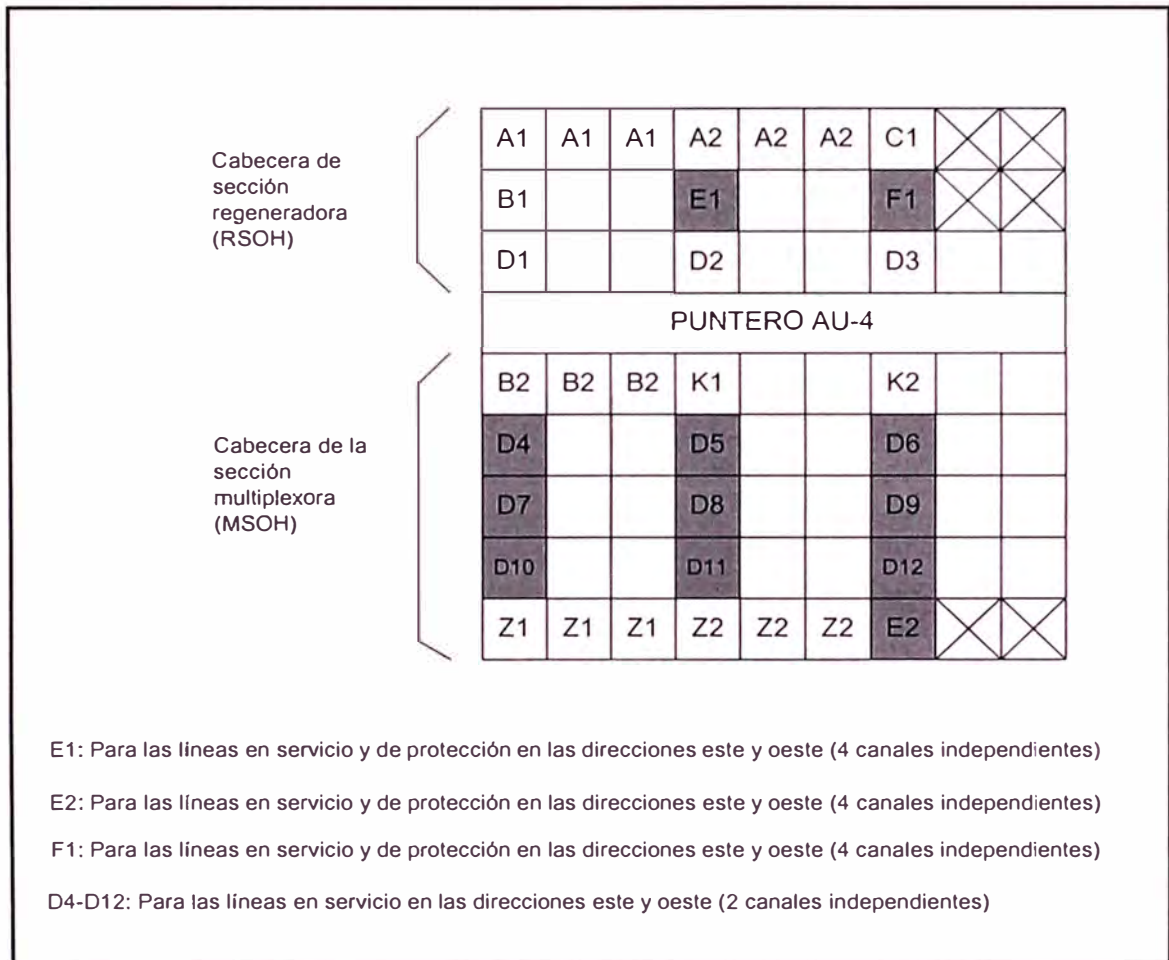 Cabecera de
sección
regeneradora
(RSOH)
A1 A1 A1 A2 A2 A2 C1
B1 E1 F1
D1 D2 D3
PUNTERO AU-4
Cabecera de la
sección
multiplexora
(MSOH)
B2 B2 B2 K1 K2
D4 D5 D6
D7 D8 D9
D10 D11 D12
Z1 Z1 Z1 Z2 Z2 Z2 E2
E1: Para las líneas en servicio y de protección en las direcciones este y oeste (4 canales independientes)
E2: Para las líneas en servicio y de protección en las direcciones este y oeste (4 canales independientes)
F1: Para las líneas en servicio y de protección en las direcciones este y oeste (4 canales independientes)
D4-D12: Para las líneas en servicio en las direcciones este y oeste (2 canales independientes)